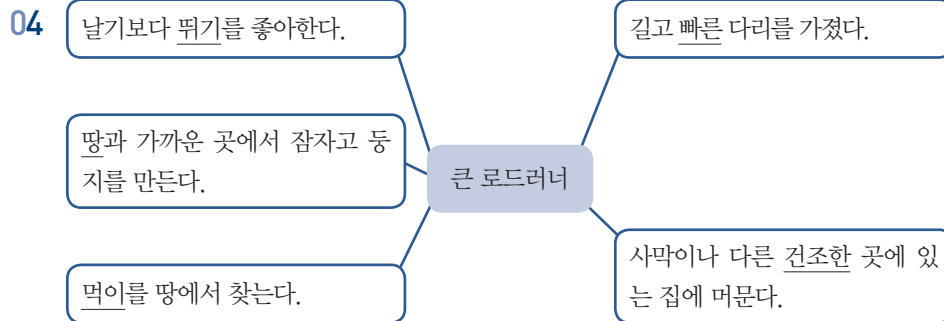 04
날기보다 뛰기를 좋아한다.
길고 빠른 다리를 가졌다.
땅과 가까운 곳에서 잠자고 둥
지를 만든다.
큰 로드러너
먹이를 땅에서 찾는다.
사막이나 다른 건조한 곳에 있
는 집에 머문다.